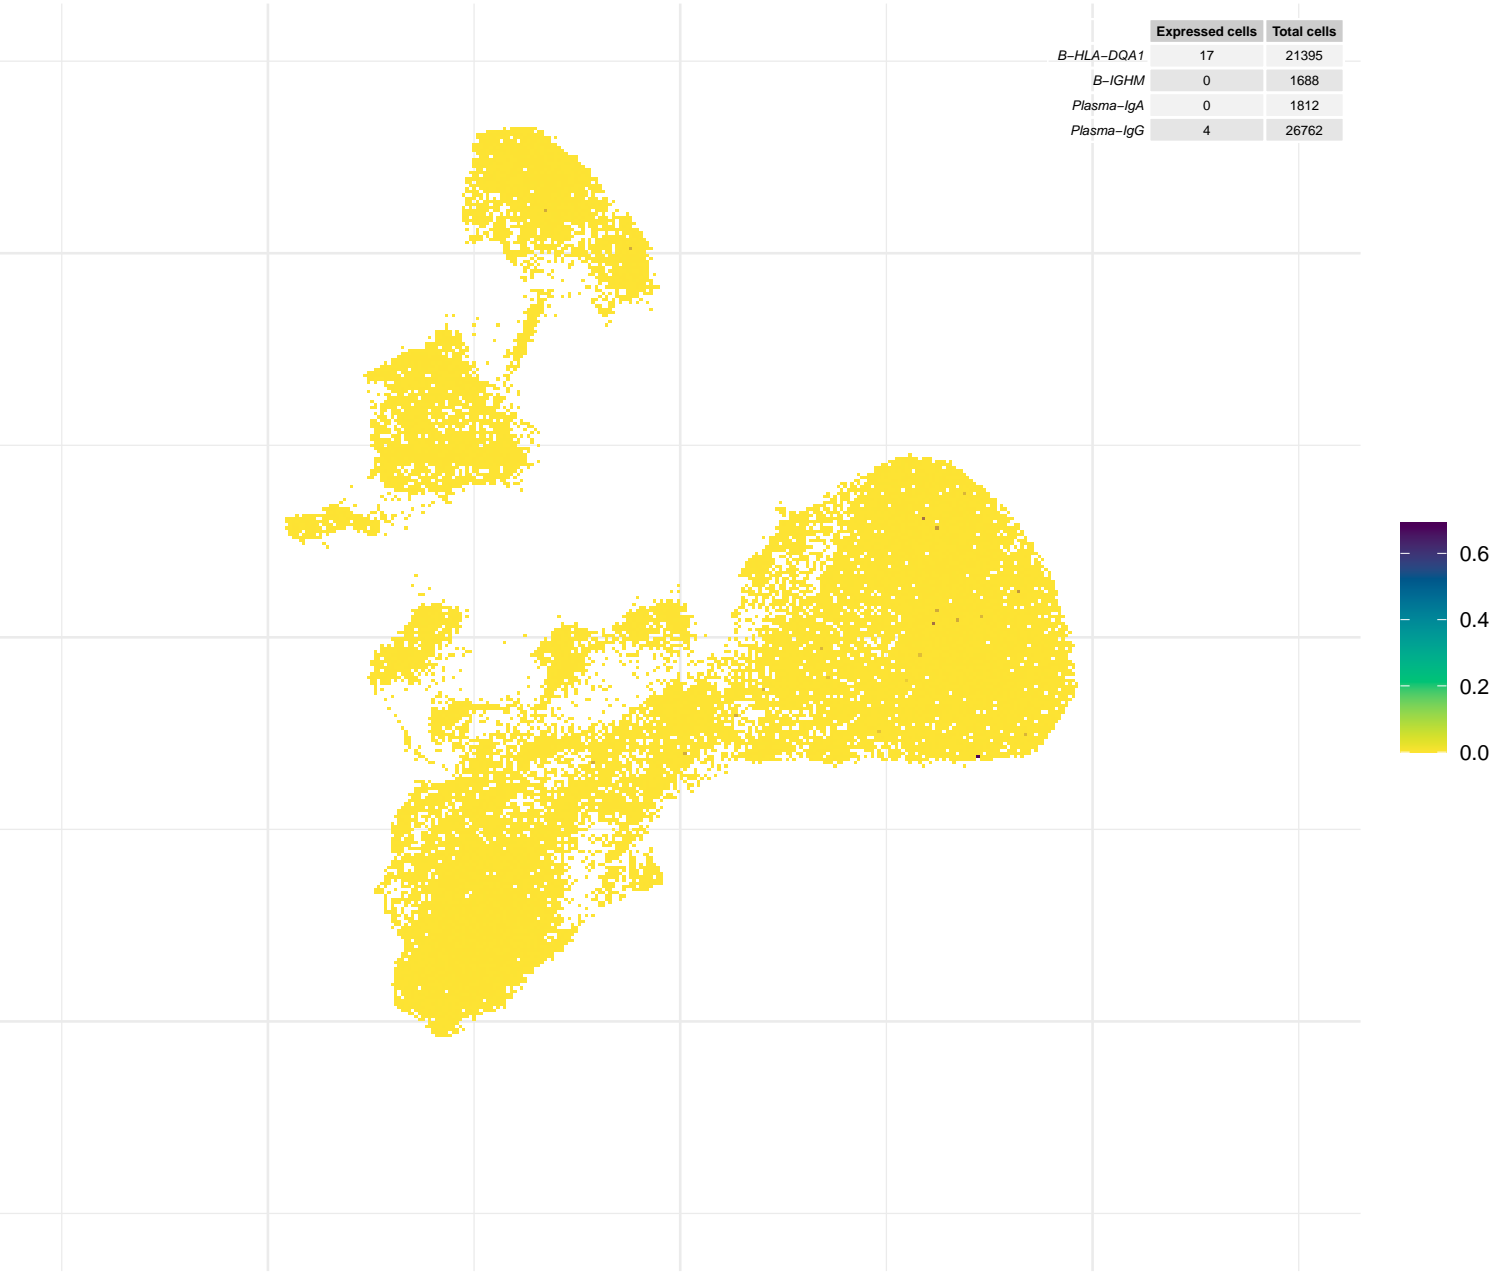 Expressed cells Total cells
B−HLA−DQA1 17 21395
B−IGHM 0 1688
Plasma−IgA 0 1812
Plasma−IgG 4 26762
0.6
0.4
0.2
0.0